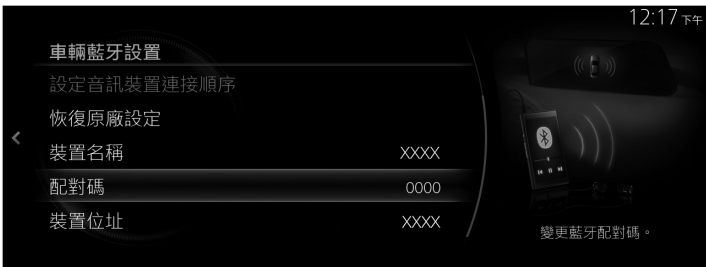 12:17 下午
車輛藍牙設置
設定音訊裝置連接順序
恢復原廠設定
裝置名稱 XXXX
配對碼 0000
裝置位址 XXXX
變更藍牙配對碼。